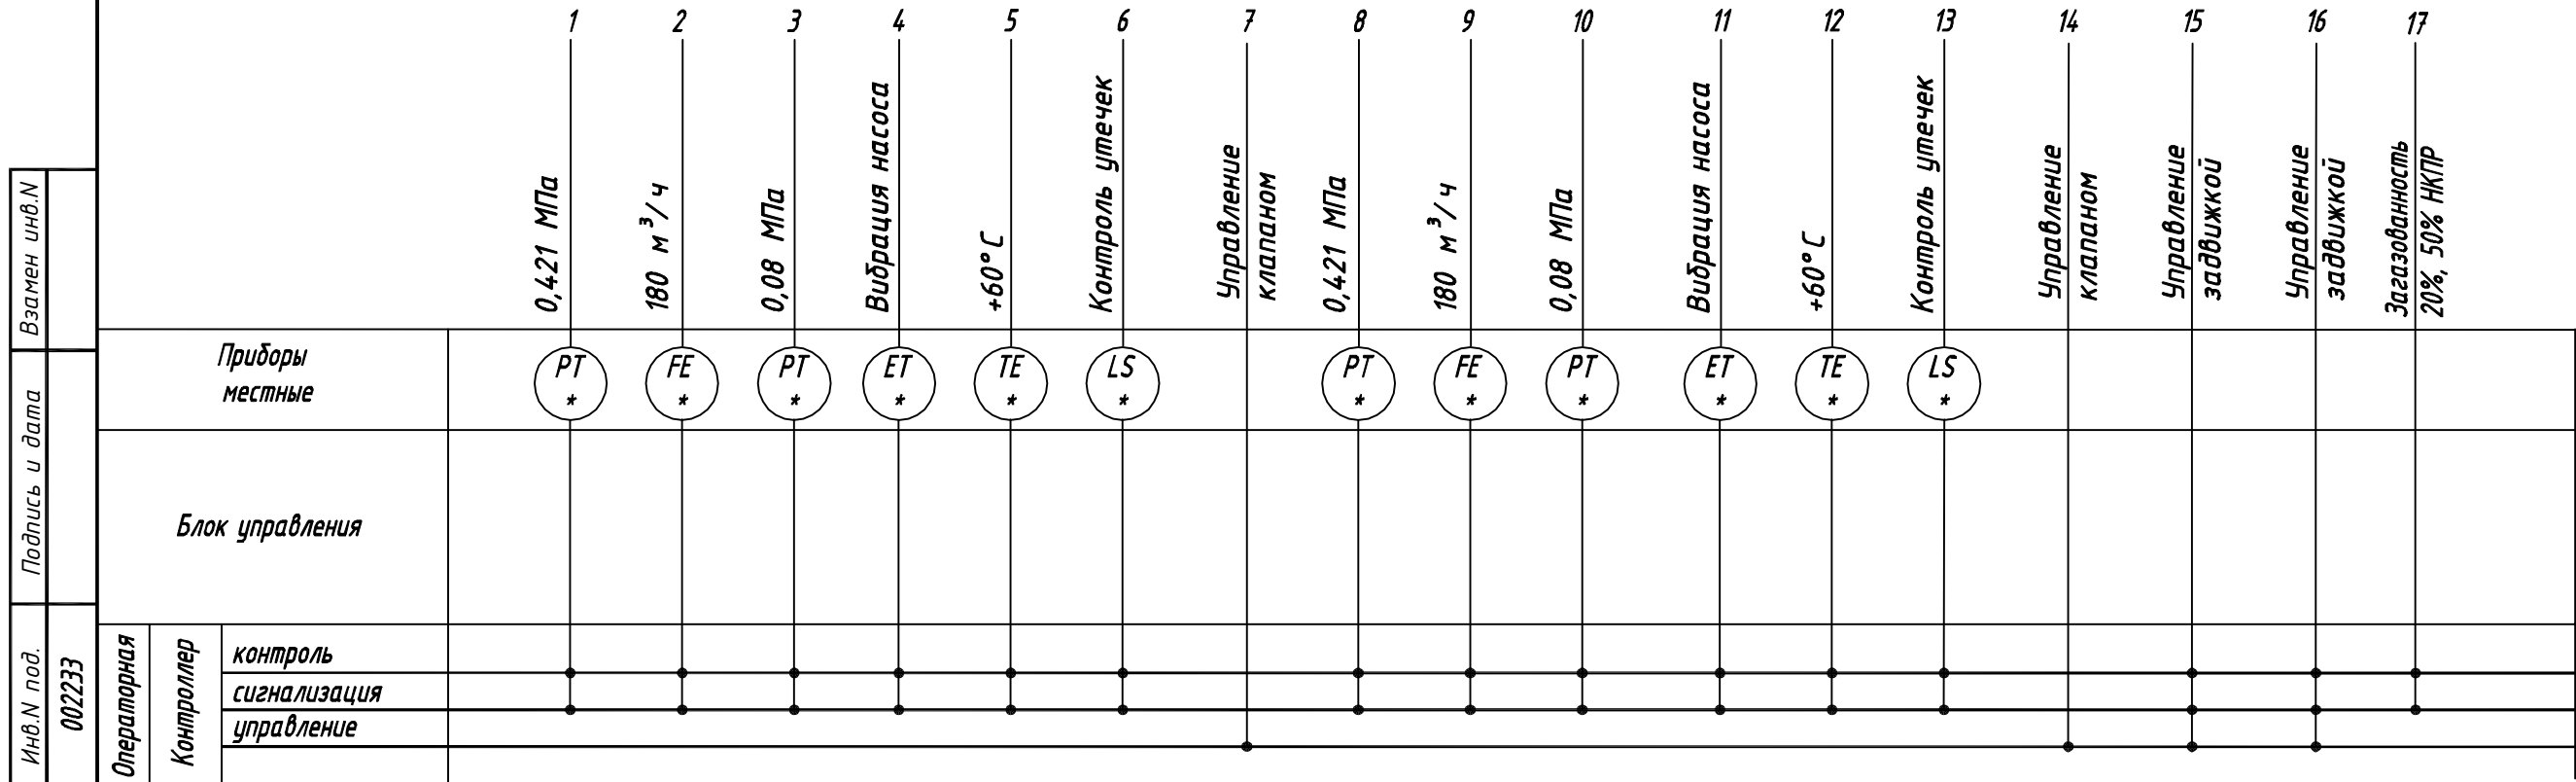 1 2 3 4 5 6 7 8 9 10 11 12 13 14 15 16 17
0,421 МПа
180 м³/ч
0,08 МПа
Вибрация насоса
+60°C
Контроль утечек
Управление
клапаном
0,421 МПа
180 м³/ч
0,08 МПа
Вибрация насоса
+60°C
Контроль утечек
Управление
клапаном
Управление
задвижкой
Управление
задвижкой
Загазованность
20%, 50% НКПР
Приборы
местные
PT
*
FE
*
PT
*
ET
*
TE
*
LS
*
PT
*
FE
*
PT
*
ET
*
TE
*
LS
*
Блок управления
Операторная
Контроллер
контроль
сигнализация
управление
Взамен инв.N
Подпись и дата
Инв.N под.
002233